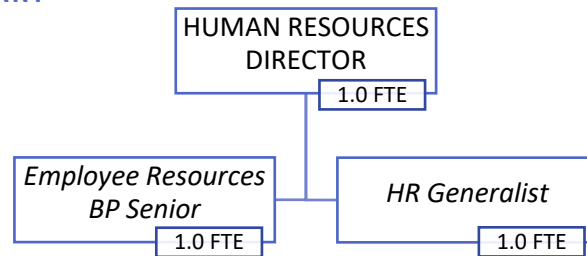 HUMAN RESOURCES
DIRECTOR
1.0 FTE
Employee Resources
BP Senior
1.0 FTE
HR Generalist
1.0 FTE